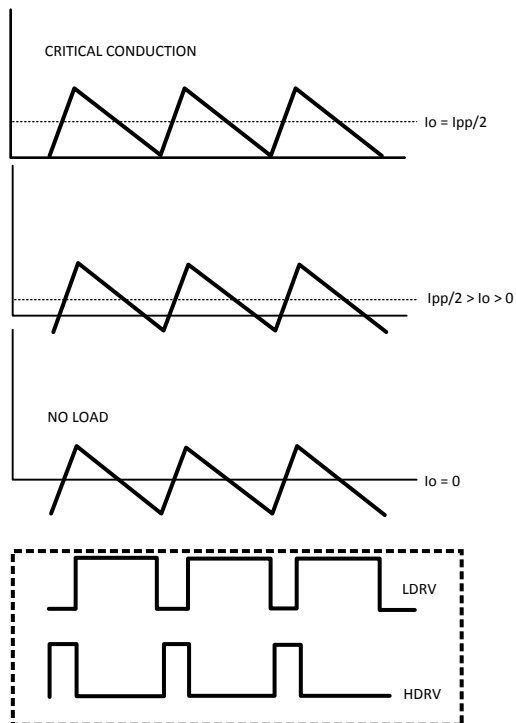 CRITICAL CONDUCTION
Io = Ipp/2
Ipp/2 > Io > 0
NO LOAD
Io = 0
LDRV
HDRV